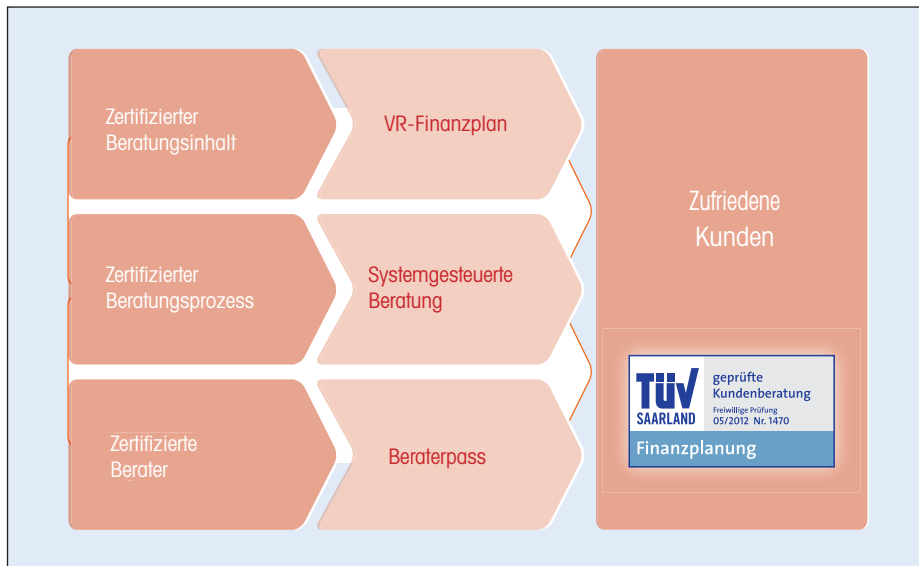 Zertifizierter
Beratungsinhalt
VR-Finanzplan
Zertifizierter
Beratungsprozess
Systemgesteuerte
Beratung
Zertifizierte
Berater
Beraterpass
Zufriedene
Kunden
TÜV
SAARLAND
geprüfte
Kundenberatung
Freiwillige Prüfung
05/2012 Nr. 1470
Finanzplanung